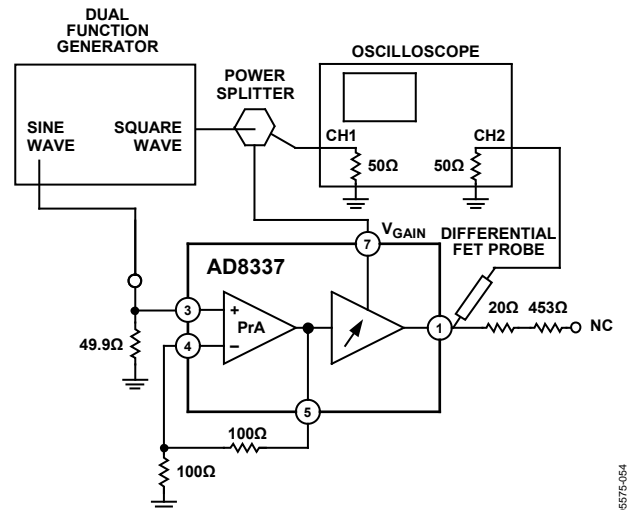 DUAL
FUNCTION
GENERATOR
OSCILLOSCOPE
POWER
SPLITTER
SINE
WAVE
SQUARE
WAVE
CH1
CH2
50Ω
50Ω
VGAIN
DIFFERENTIAL
FET PROBE
7
AD8337
20Ω
453Ω
3
+
PrA
1
NC
49.9Ω
4
–
5
100Ω
100Ω
05575-054